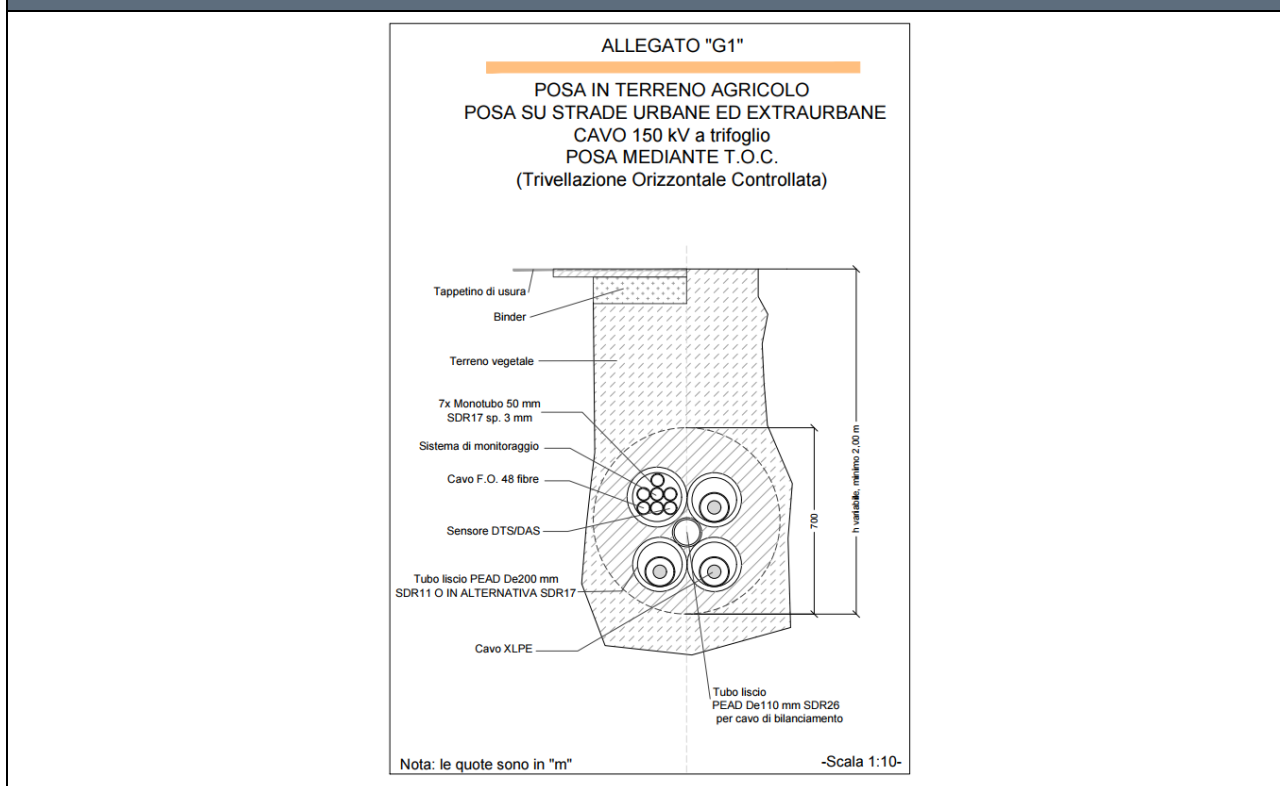 ALLEGATO "G1"
POSA IN TERRENO AGRICOLO
POSA SU STRADE URBANE ED EXTRAURBANE
CAVO 150 kV a trifoglio
POSA MEDIANTE T.O.C.
(Trivellazione Orizzontale Controllata)
Tappetino di usura
Binder
Terreno vegetale
7x Monotubo 50 mm
SDR17 sp. 3 mm
Sistema di monitoraggio
Cavo F.O. 48 fibre
Sensore DTS/DAS
Tubo liscio PEAD De200 mm
SDR11 O IN ALTERNATIVA SDR17
Cavo XLPE
700
h variabile, minimo 2,00 m
Tubo liscio
PEAD De110 mm SDR26
per cavo di bilanciamento
Nota: le quote sono in "m"
-Scala 1:10-